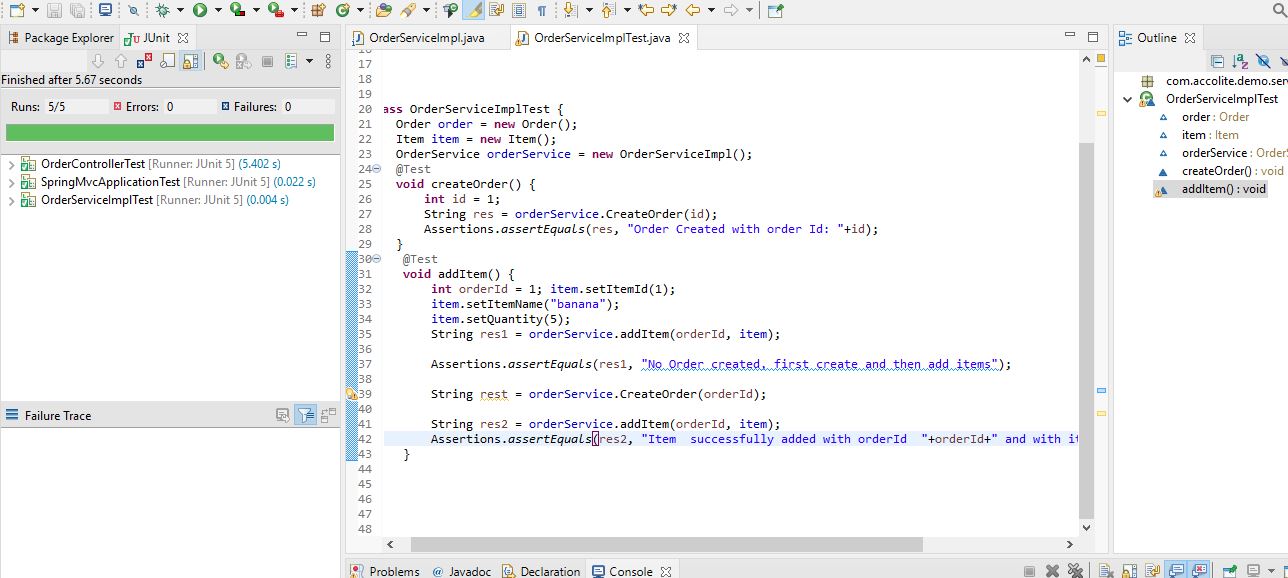 Package Explorer
JUnit
Finished after 5.67 seconds
Runs: 5/5
Errors: 0
Failures: 0
OrderControllerTest [Runner: JUnit 5] (5.402 s)
SpringMvcApplicationTest [Runner: JUnit 5] (0.022 s)
OrderServiceImplTest [Runner: JUnit 5] (0.004 s)
Failure Trace
OrderServiceImpl.java
OrderServiceImplTest.java
17
18
19
20 ass OrderServiceImplTest {
21 Order order = new Order();
22 Item item = new Item();
23 OrderService orderService = new OrderServiceImpl();
24 @Test
25 void createOrder() {
26 int id = 1;
27 String res = orderService.CreateOrder(id);
28 Assertions.assertEquals(res, "Order Created with order Id: "+id);
29 }
30 @Test
31 void addItem() {
32 int orderId = 1; item.setItemId(1);
33 item.setItemName("banana");
34 item.setQuantity(5);
35 String res1 = orderService.addItem(orderId, item);
36
37 Assertions.assertEquals(res1, "No Order created, first create and then add items");
38
39 String rest = orderService.CreateOrder(orderId);
40
41 String res2 = orderService.addItem(orderId, item);
42 Assertions.assertEquals(res2, "Item  successfully added with orderId  "+orderId+" and with it
43 }
44
45
46
47
48
Problems
@ Javadoc
Declaration
Console
Outline
com.accolite.demo.ser
OrderServiceImplTest
order : Order
item : Item
orderService : Order
createOrder() : void
addItem() : void